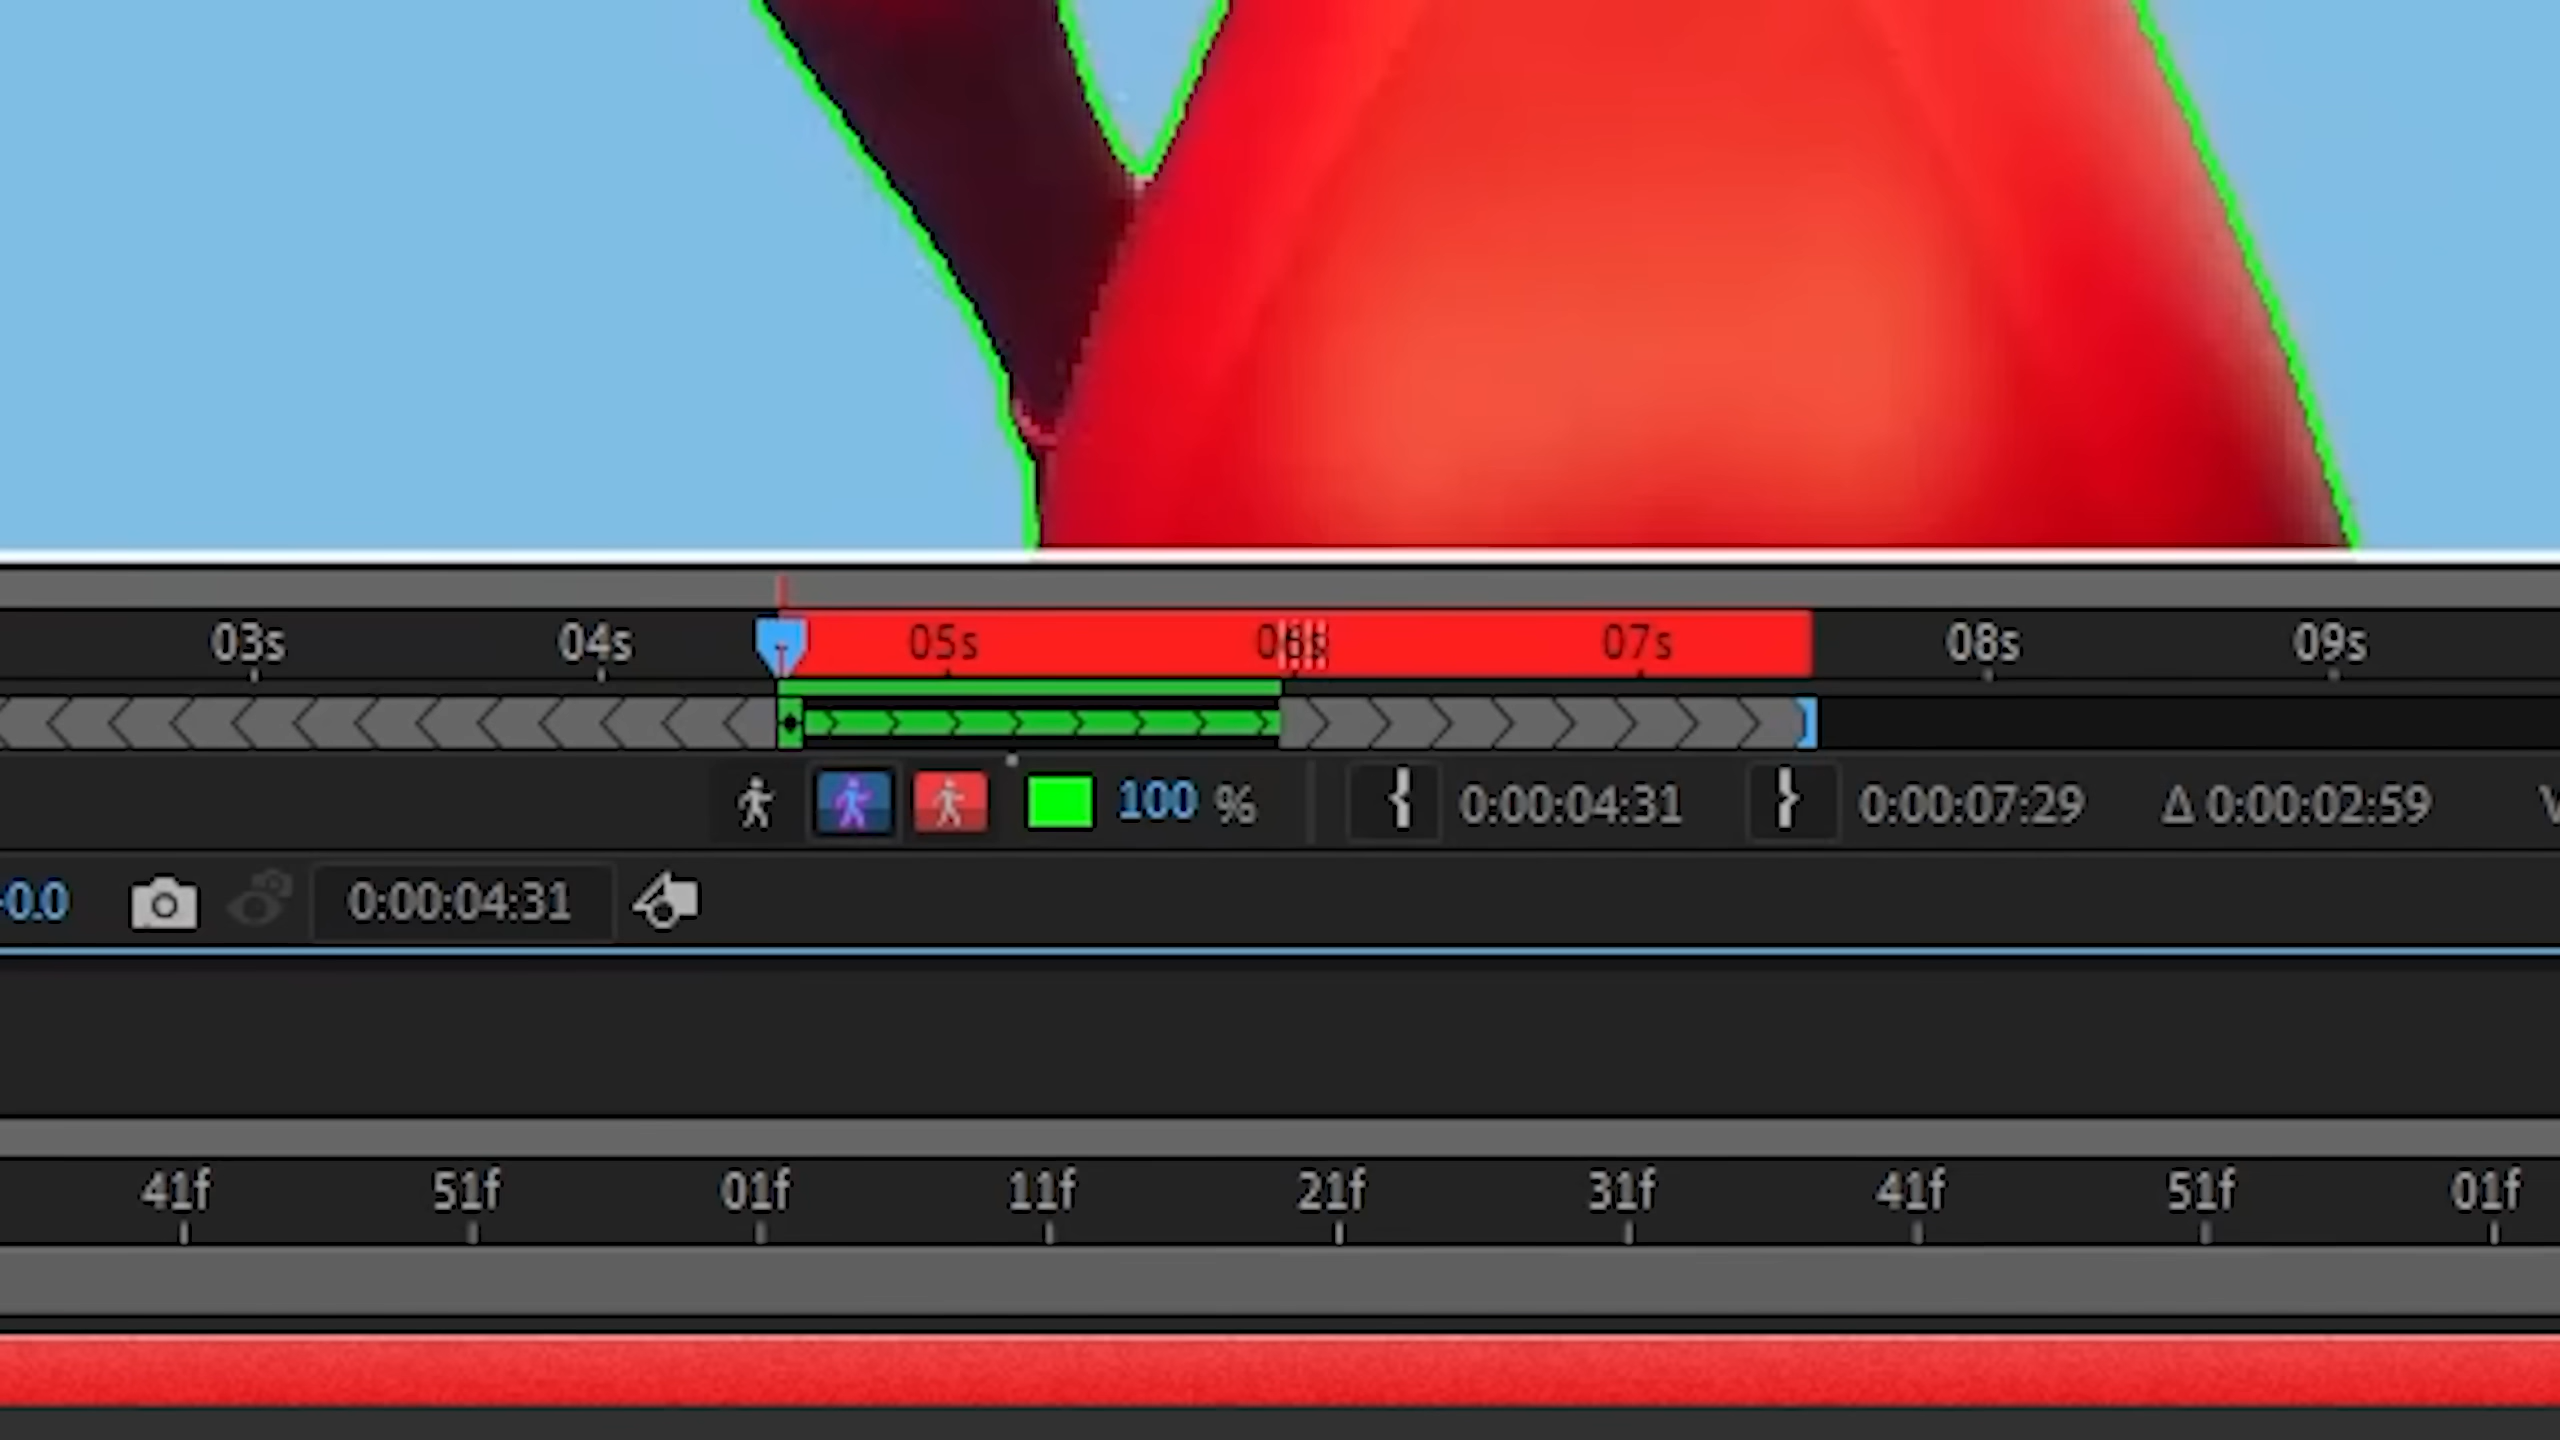 03s 04s 05s 06s 07s 08s 09s
100 % { 0:00:04:31 } 0:00:07:29 Δ 0:00:02:59
-0.0 0:00:04:31
41f 51f 01f 11f 21f 31f 41f 51f 01f